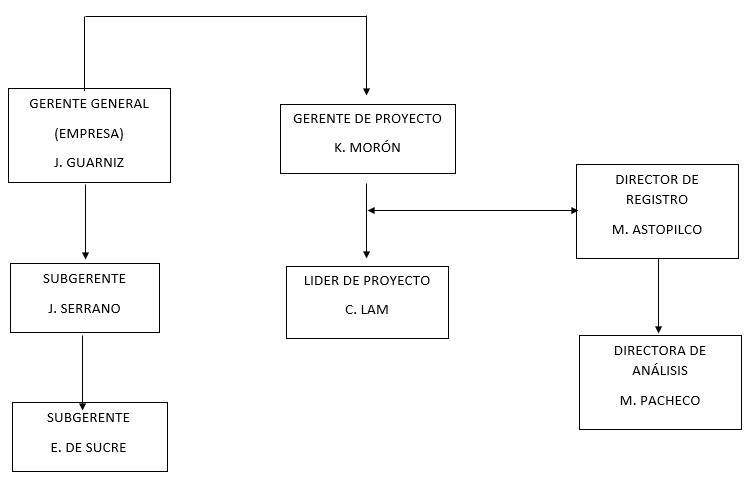 GERENTE GENERAL
(EMPRESA)
J. GUARNIZ
GERENTE DE PROYECTO
K. MORÓN
DIRECTOR DE
REGISTRO
M. ASTOPILCO
SUBGERENTE
J. SERRANO
LIDER DE PROYECTO
C. LAM
DIRECTORA DE
ANÁLISIS
M. PACHECO
SUBGERENTE
E. DE SUCRE